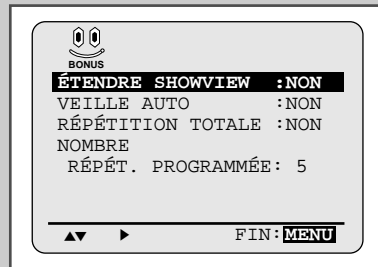 BONUS
ÉTENDRE SHOWVIEW :NON
VEILLE AUTO :NON
RÉPÉTITION TOTALE :NON
NOMBRE
RÉPÉT. PROGRAMMÉE: 5
▲▼ ▶ FIN:MENU